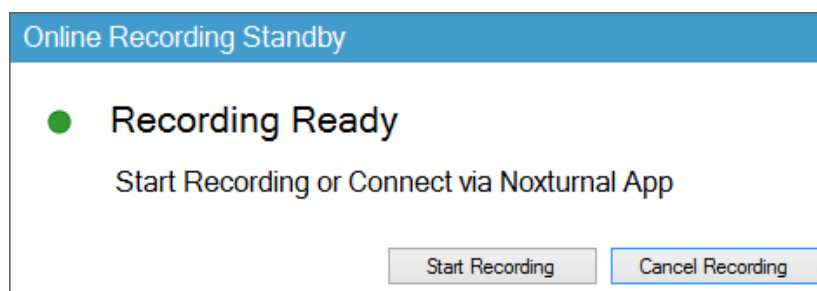 Online Recording Standby
Recording Ready
Start Recording or Connect via Noxturnal App
Start Recording Cancel Recording